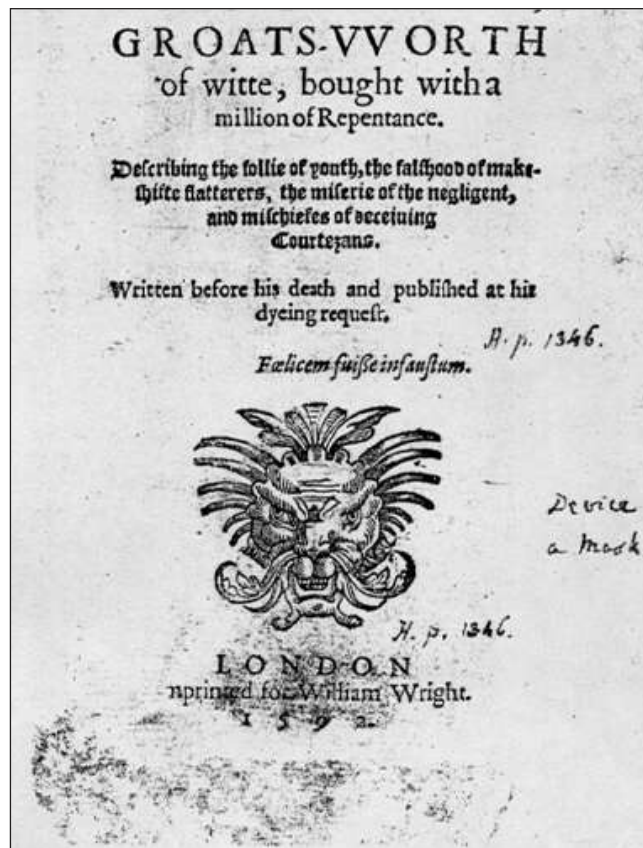 GROATS-VVORTH
of witte, bought with a
million of Repentance.
Deſcribing the follie of youth, the falſhood of make-
ſhifte flatterers, the miſerie of the negligent,
and miſchiefes of deceiuing
Courtezans.
Written before his death and publiſhed at his
dyeing requeſt.
H. p. 1346.
Fœlicem fuiſſe infauſtum.
Device
a Mask
H. p. 1346.
LONDON
nprinted for William Wright.
1592.